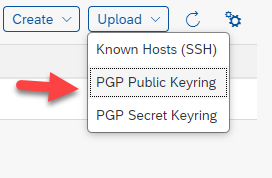 Create Upload
Known Hosts (SSH)
PGP Public Keyring
PGP Secret Keyring